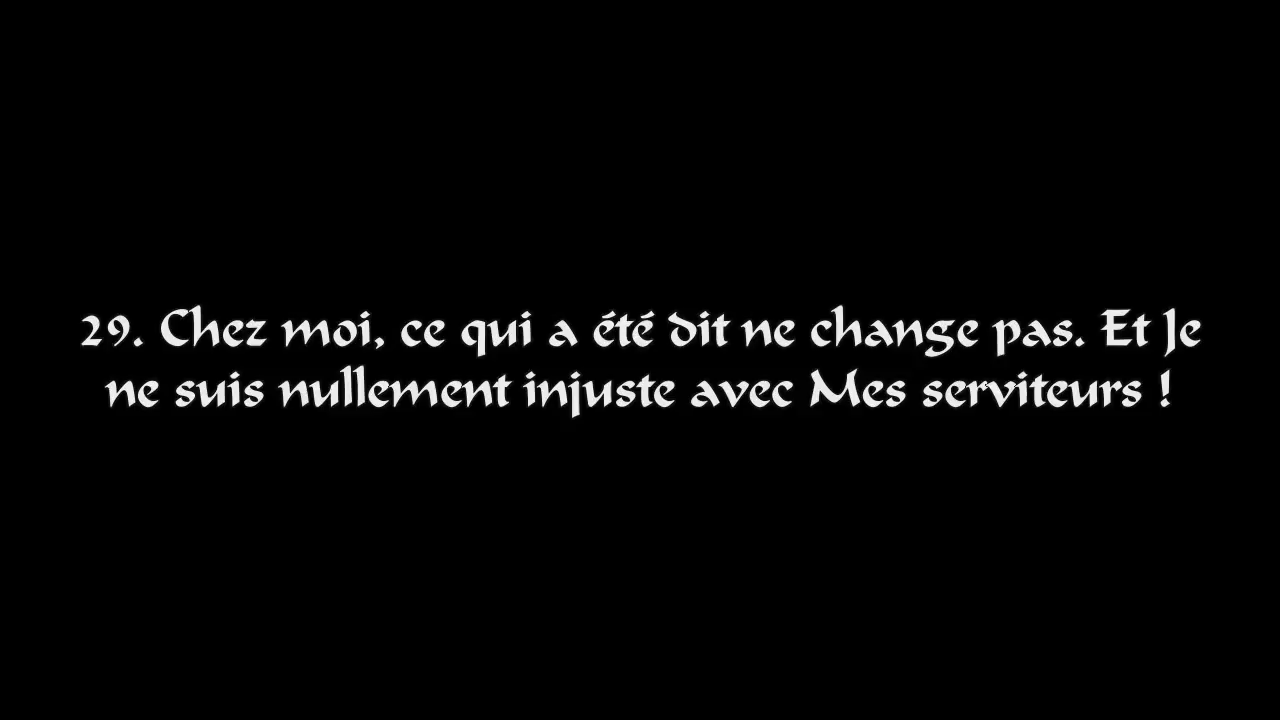 29. Chez moi, ce qui a été dit ne change pas. Et Je
ne suis nullement injuste avec Mes serviteurs !